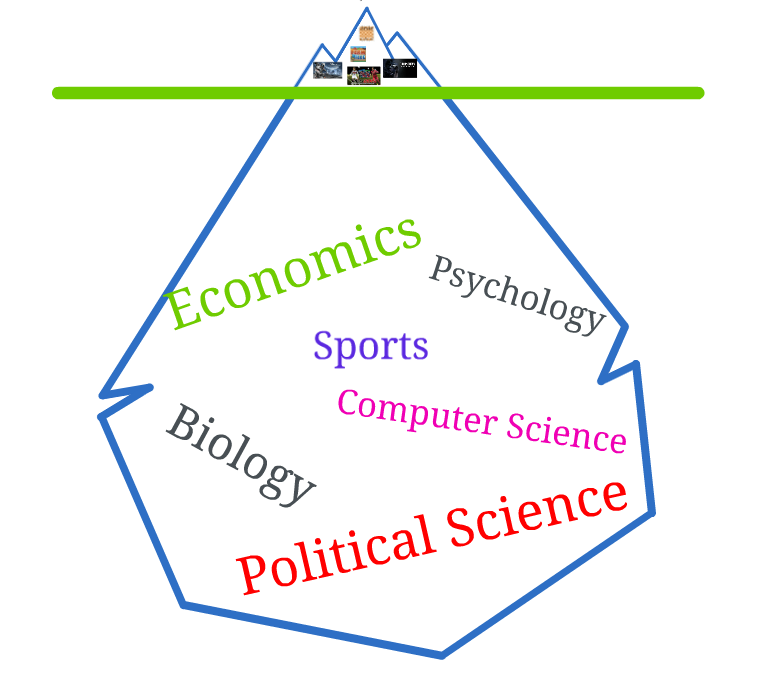 Economics
Psychology
Sports
Computer Science
Biology
Political Science